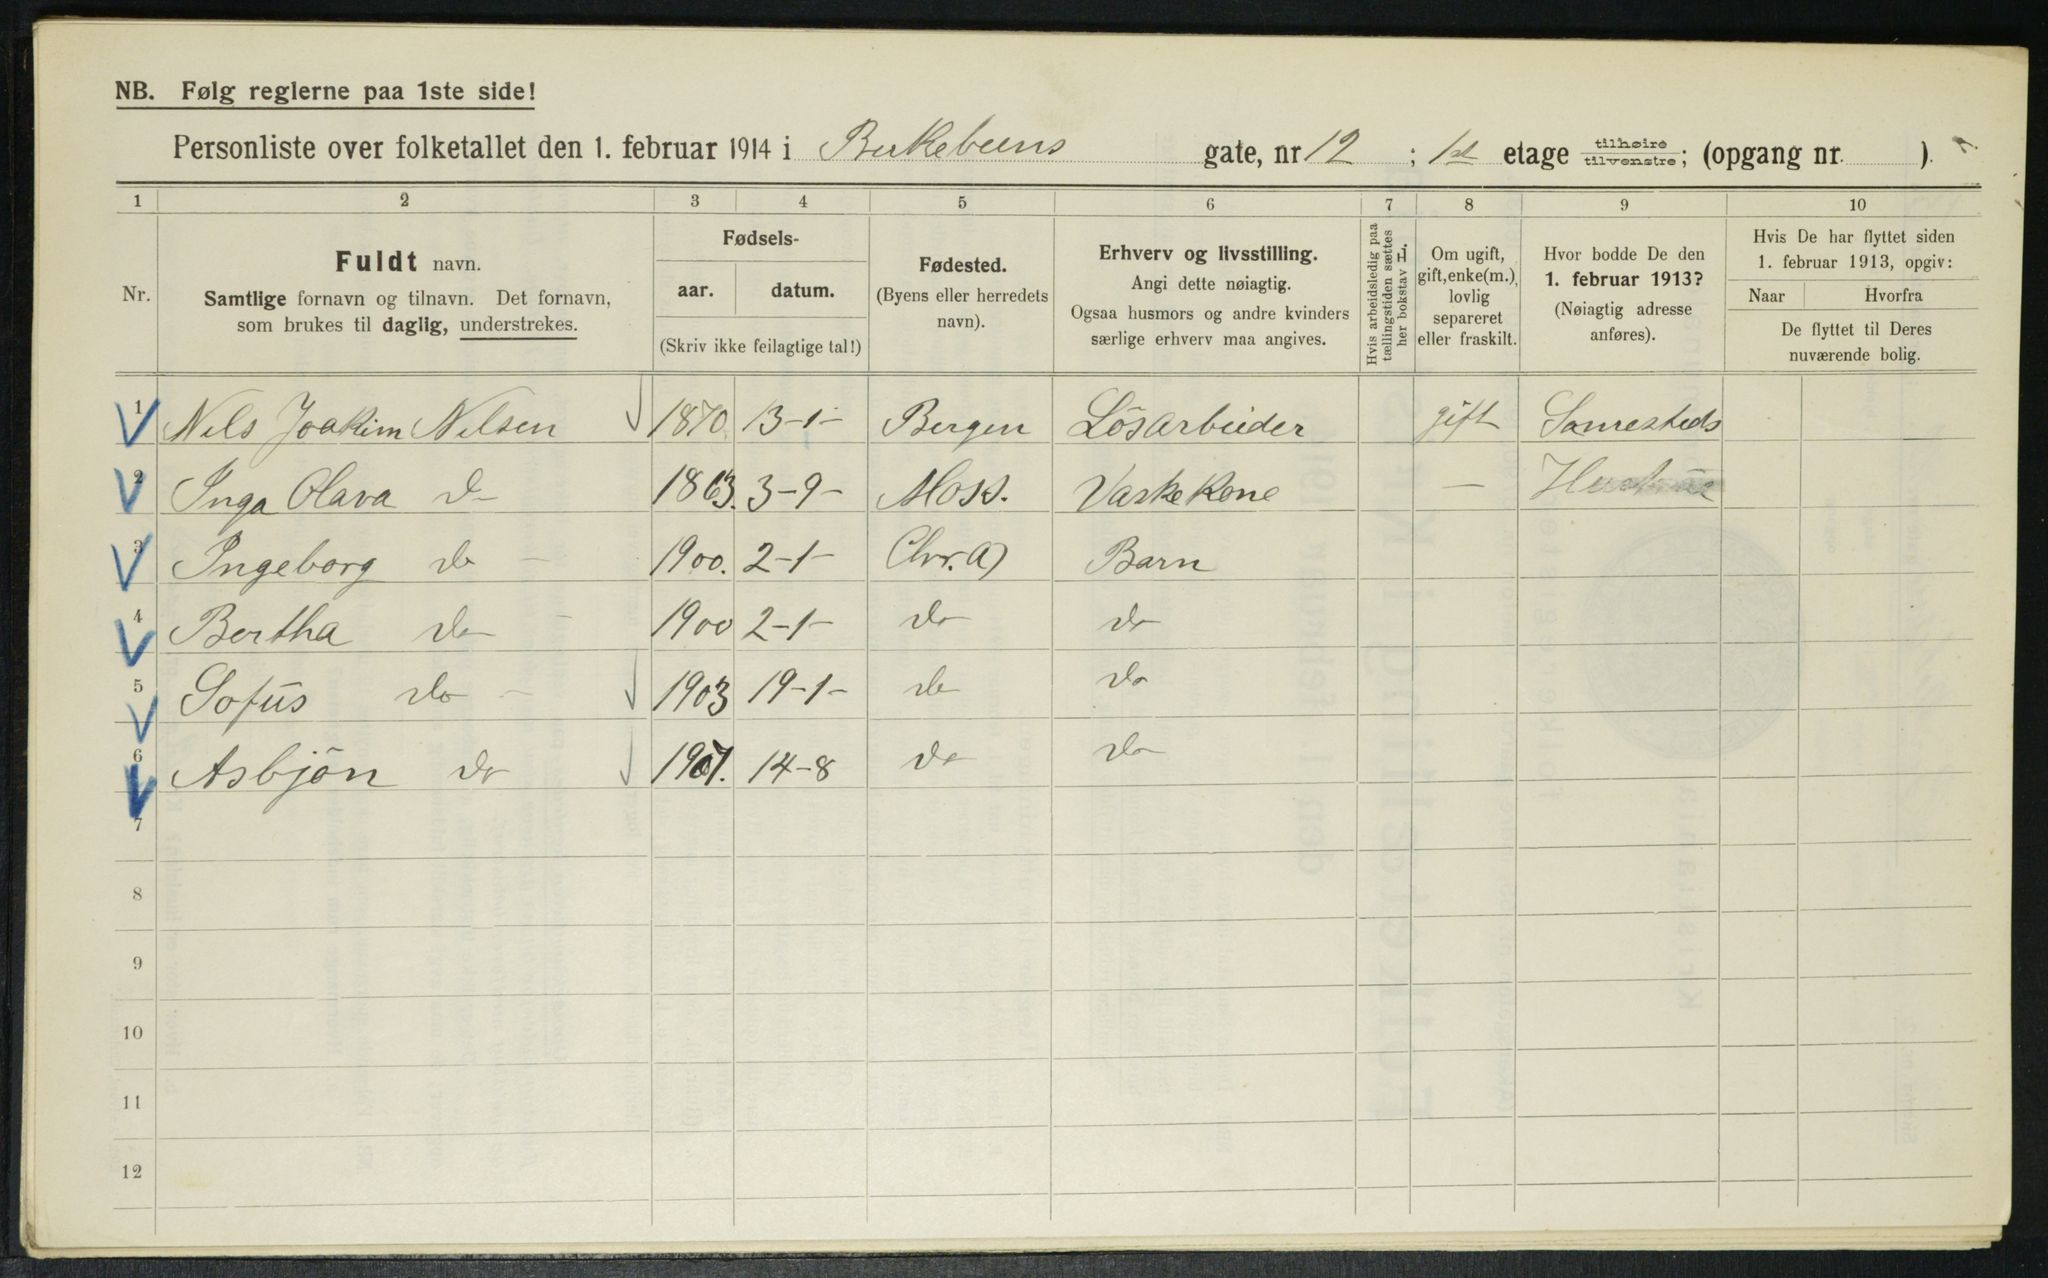 NB. Følg reglerne paa 1ste side!
Personliste over folketallet den 1. februar 1914 i Birkebeens gate, nr 12 ; 1st etage tilhøire/tilvenstre; (opgang nr. ).
1 2 3 4 5 6 7 8 9 10
Nr.
Fuldt navn.
Samtlige fornavn og tilnavn. Det fornavn,
som brukes til daglig, understrekes.
Fødsels-
aar. datum.
(Skriv ikke feilagtige tal!)
Fødested.
(Byens eller herredets
navn).
Erhverv og livsstilling.
Angi dette nøiagtig.
Ogsaa husmors og andre kvinders
særlige erhverv maa angives.
Hvis arbeidsledig paa
tællingstiden sættes
her bokstav L.
Om ugift,
gift, enke(m.),
lovlig
separeret
eller fraskilt.
Hvor bodde De den
1. februar 1913?
(Nøiagtig adresse
anføres).
Hvis De har flyttet siden
1. februar 1913, opgiv:
Naar Hvorfra
De flyttet til Deres
nuværende bolig.
1 Nils Joakim Nilsen 1870. 13-1- Bergen Lösarbeider gift Samesteds
2 Inga Olava do 1863. 3-9- Moss. Vaskekone —
3 Ingeborg do - 1900. 2-1- Chr. a) Barn
4 Bertha do - 1900 2-1- do do
5 Sofus do - 1903 19-1- do do
6 Asbjön do 1907. 14-8 do do
7
8
9
10
11
12